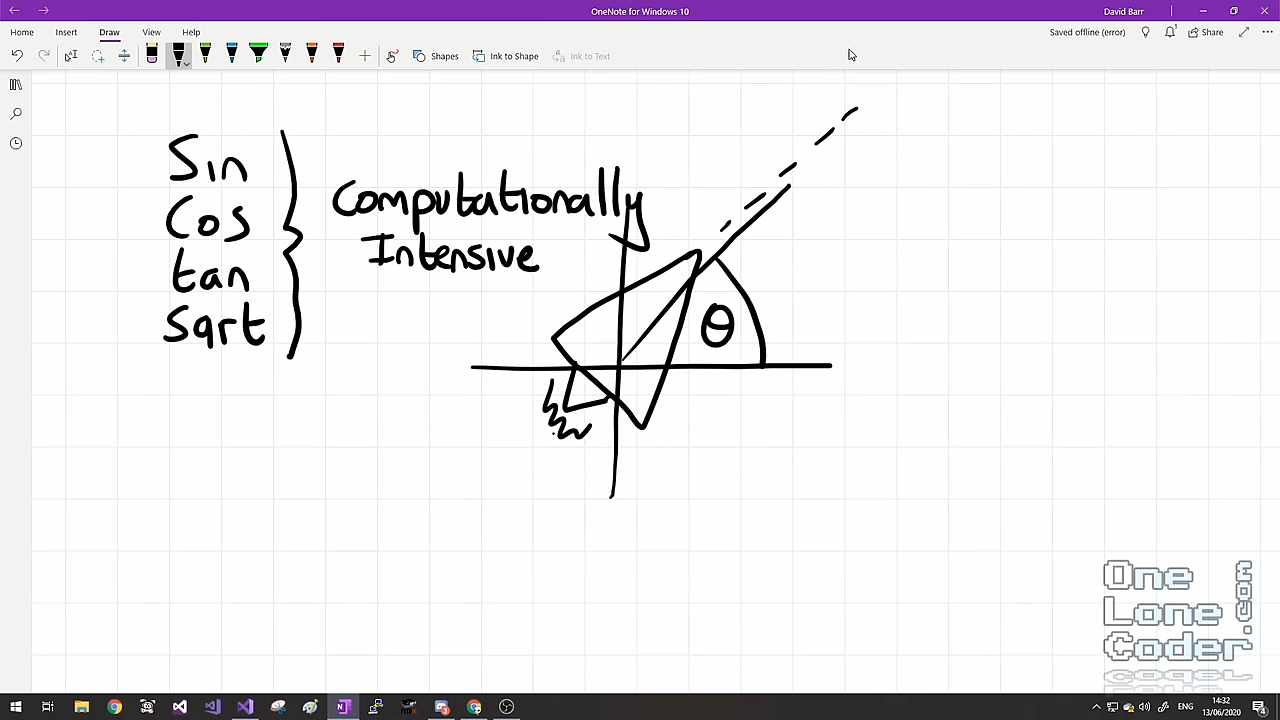 OneNote for Windows 10
David Barr
Home
Insert
Draw
View
Help
Saved offline (error)
Share
Shapes
Ink to Shape
Ink to Text
Sin
Cos
tan
Sqrt
Computationally
Intensive
θ
One
Lone
Coder
.com
14:32
ENG
13/06/2020